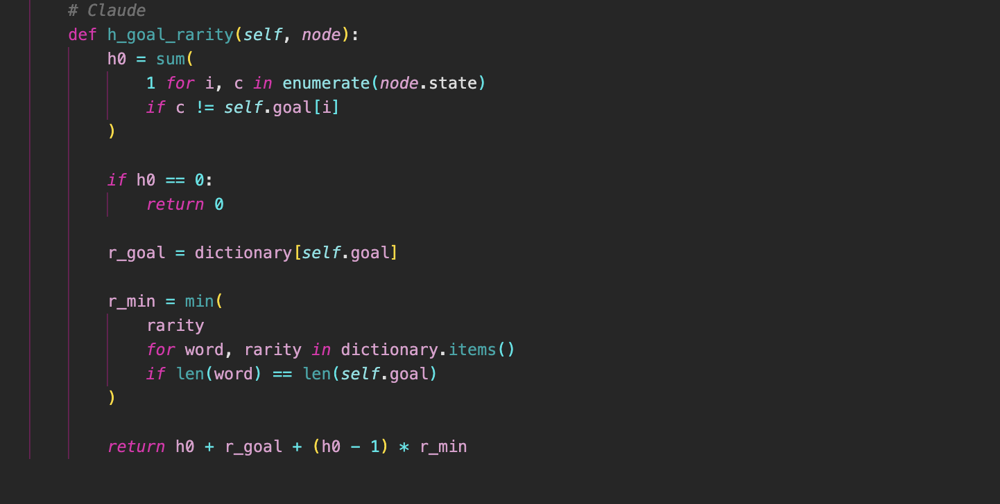 # Claude
def h_goal_rarity(self, node):
h0 = sum(
1 for i, c in enumerate(node.state)
if c != self.goal[i]
)
if h0 == 0:
return 0
r_goal = dictionary[self.goal]
r_min = min(
rarity
for word, rarity in dictionary.items()
if len(word) == len(self.goal)
)
return h0 + r_goal + (h0 - 1) * r_min